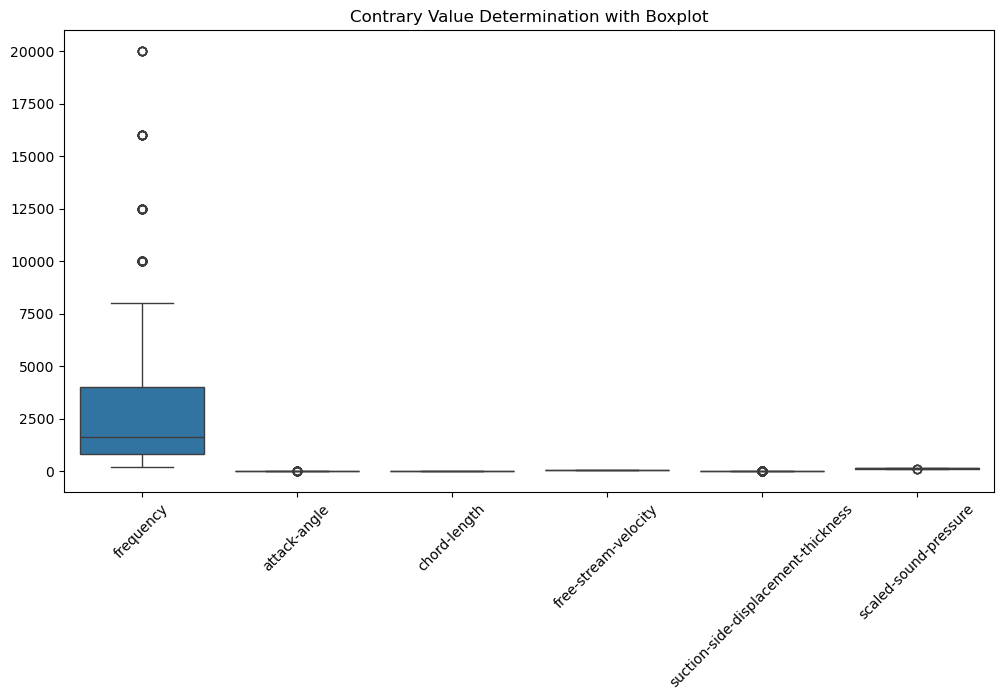 Contrary Value Determination with Boxplot
20000
17500
15000
12500
10000
7500
5000
2500
0
frequency
attack-angle
chord-length
free-stream-velocity
suction-side-displacement-thickness
scaled-sound-pressure